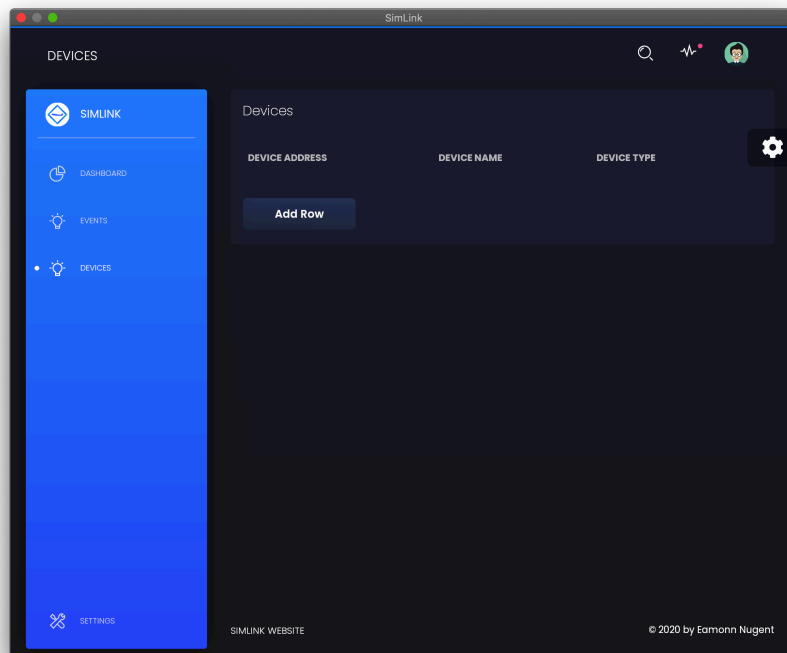 SimLink
DEVICES
SIMLINK
DASHBOARD
EVENTS
DEVICES
SETTINGS
Devices
DEVICE ADDRESS DEVICE NAME DEVICE TYPE
Add Row
SIMLINK WEBSITE
© 2020 by Eamonn Nugent